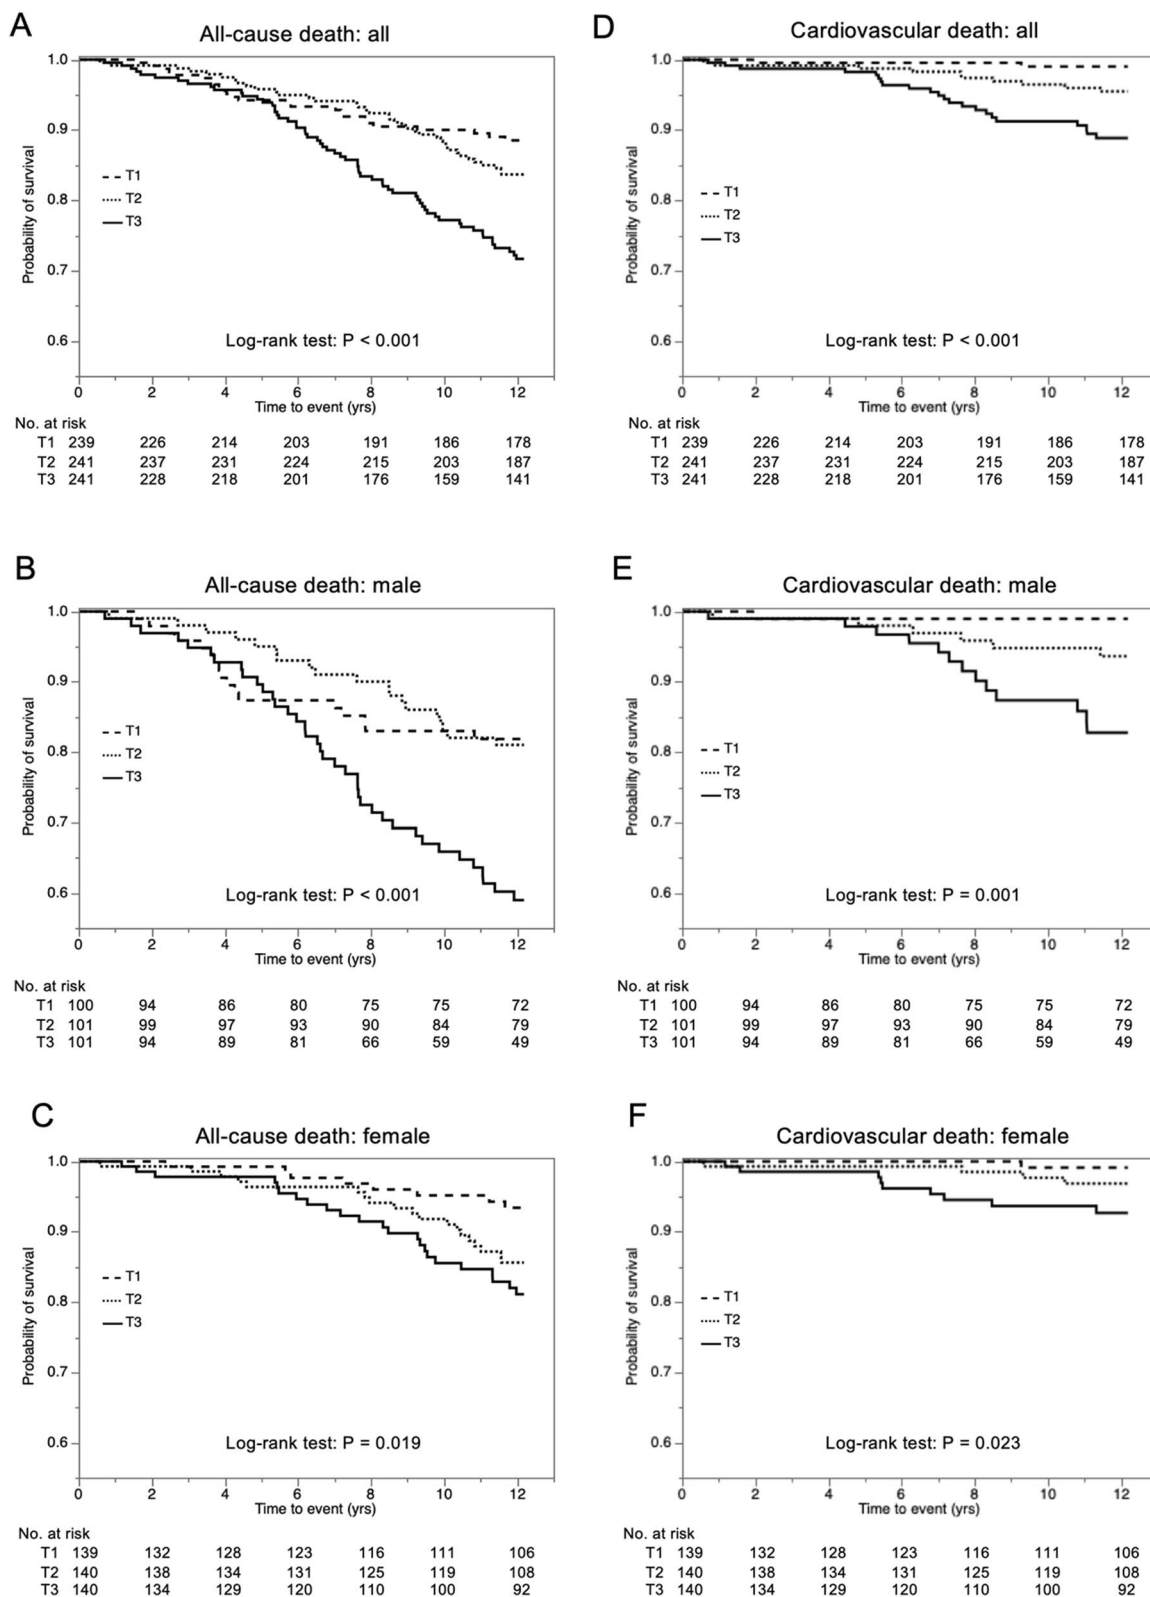 A
All-cause death: all
1.0
0.9
0.8
0.7
0.6
Probability of survival
T1
T2
T3
Log-rank test: P < 0.001
0 2 4 6 8 10 12
Time to event (yrs)
No. at risk
T1 239 226 214 203 191 186 178
T2 241 237 231 224 215 203 187
T3 241 228 218 201 176 159 141
D
Cardiovascular death: all
1.0
0.9
0.8
0.7
0.6
Probability of survival
T1
T2
T3
Log-rank test: P < 0.001
0 2 4 6 8 10 12
Time to event (yrs)
No. at risk
T1 239 226 214 203 191 186 178
T2 241 237 231 224 215 203 187
T3 241 228 218 201 176 159 141
B
All-cause death: male
1.0
0.9
0.8
0.7
0.6
Probability of survival
T1
T2
T3
Log-rank test: P < 0.001
0 2 4 6 8 10 12
Time to event (yrs)
No. at risk
T1 100 94 86 80 75 75 72
T2 101 99 97 93 90 84 79
T3 101 94 89 81 66 59 49
E
Cardiovascular death: male
1.0
0.9
0.8
0.7
0.6
Probability of survival
T1
T2
T3
Log-rank test: P = 0.001
0 2 4 6 8 10 12
Time to event (yrs)
No. at risk
T1 100 94 86 80 75 75 72
T2 101 99 97 93 90 84 79
T3 101 94 89 81 66 59 49
C
All-cause death: female
1.0
0.9
0.8
0.7
0.6
Probability of survival
T1
T2
T3
Log-rank test: P = 0.019
0 2 4 6 8 10 12
Time to event (yrs)
No. at risk
T1 139 132 128 123 116 111 106
T2 140 138 134 131 125 119 108
T3 140 134 129 120 110 100 92
F
Cardiovascular death: female
1.0
0.9
0.8
0.7
0.6
Probability of survival
T1
T2
T3
Log-rank test: P = 0.023
0 2 4 6 8 10 12
Time to event (yrs)
No. at risk
T1 139 132 128 123 116 111 106
T2 140 138 134 131 125 119 108
T3 140 134 129 120 110 100 92